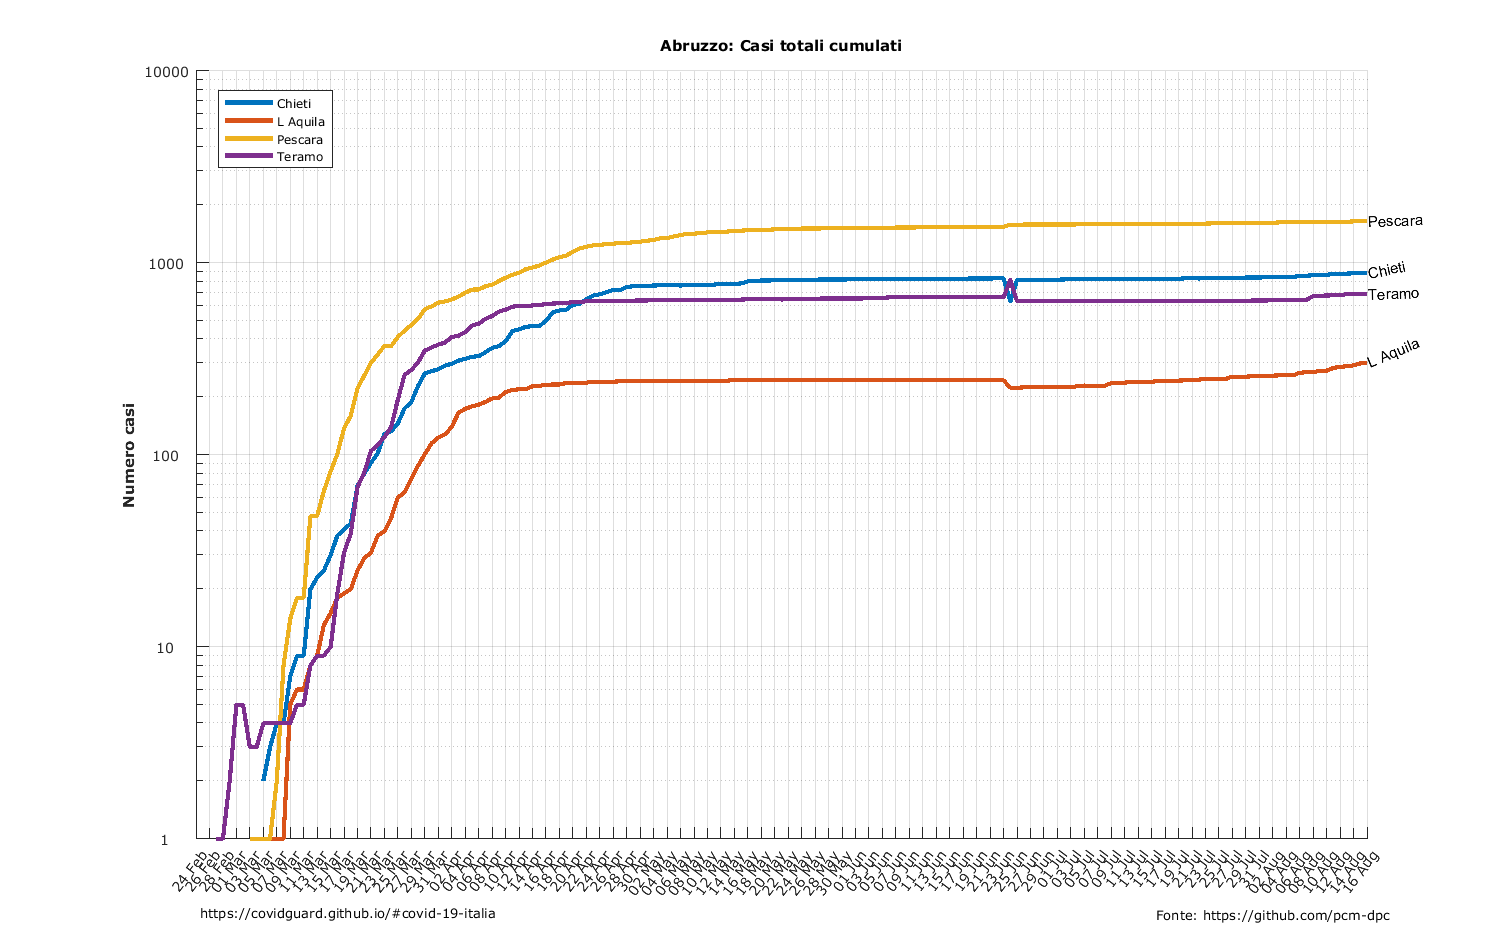 Abruzzo: Casi totali cumulati
10000
1000
100
10
1
Numero casi
Chieti
L Aquila
Pescara
Teramo
Pescara
Chieti
Teramo
L Aquila
24 Feb
26 Feb
28 Feb
01 Mar
03 Mar
05 Mar
07 Mar
09 Mar
11 Mar
13 Mar
15 Mar
17 Mar
19 Mar
21 Mar
23 Mar
25 Mar
27 Mar
29 Mar
31 Mar
02 Apr
04 Apr
06 Apr
08 Apr
10 Apr
12 Apr
14 Apr
16 Apr
18 Apr
20 Apr
22 Apr
24 Apr
26 Apr
28 Apr
30 Apr
02 May
04 May
06 May
08 May
10 May
12 May
14 May
16 May
18 May
20 May
22 May
24 May
26 May
28 May
30 May
01 Jun
03 Jun
05 Jun
07 Jun
09 Jun
11 Jun
13 Jun
15 Jun
17 Jun
19 Jun
21 Jun
23 Jun
25 Jun
27 Jun
29 Jun
01 Jul
03 Jul
05 Jul
07 Jul
09 Jul
11 Jul
13 Jul
15 Jul
17 Jul
19 Jul
21 Jul
23 Jul
25 Jul
27 Jul
29 Jul
31 Jul
02 Aug
04 Aug
06 Aug
08 Aug
10 Aug
12 Aug
14 Aug
16 Aug
https://covidguard.github.io/#covid-19-italia
Fonte: https://github.com/pcm-dpc